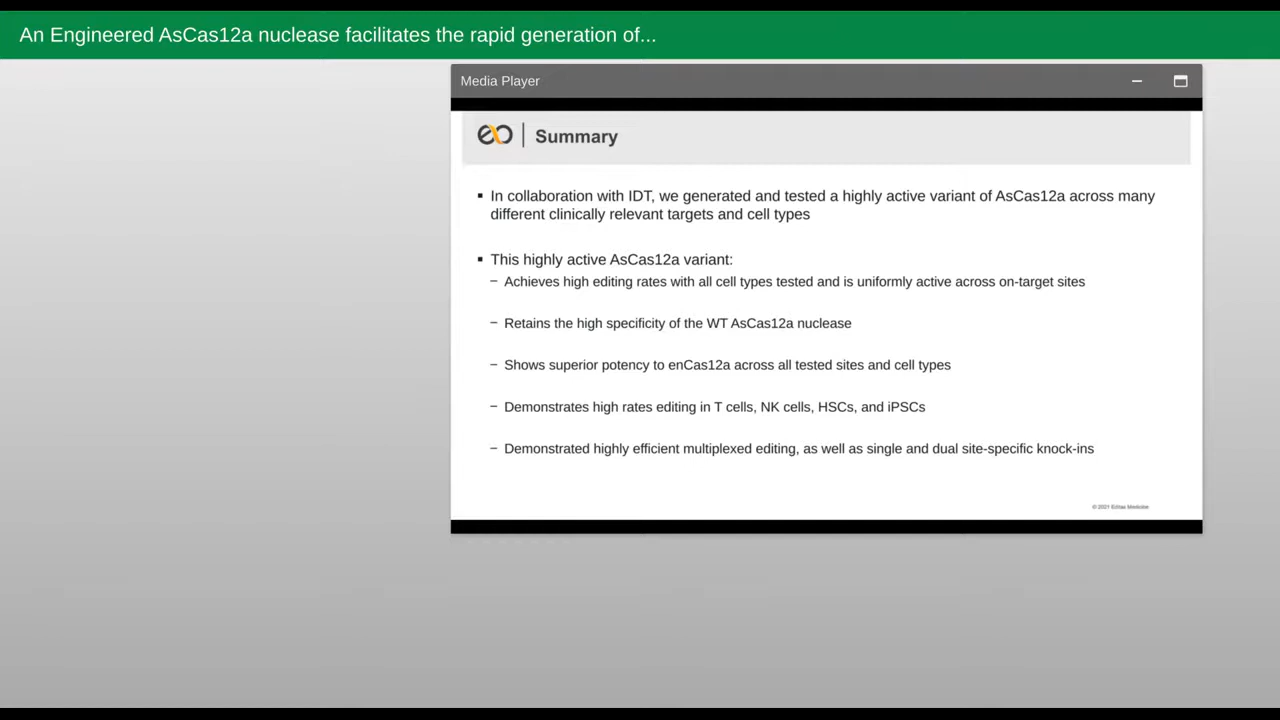 An Engineered AsCas12a nuclease facilitates the rapid generation of...
Media Player
Summary
▪ In collaboration with IDT, we generated and tested a highly active variant of AsCas12a across many
different clinically relevant targets and cell types
▪ This highly active AsCas12a variant:
– Achieves high editing rates with all cell types tested and is uniformly active across on-target sites
– Retains the high specificity of the WT AsCas12a nuclease
– Shows superior potency to enCas12a across all tested sites and cell types
– Demonstrates high rates editing in T cells, NK cells, HSCs, and iPSCs
– Demonstrated highly efficient multiplexed editing, as well as single and dual site-specific knock-ins
© 2021 Editas Medicine